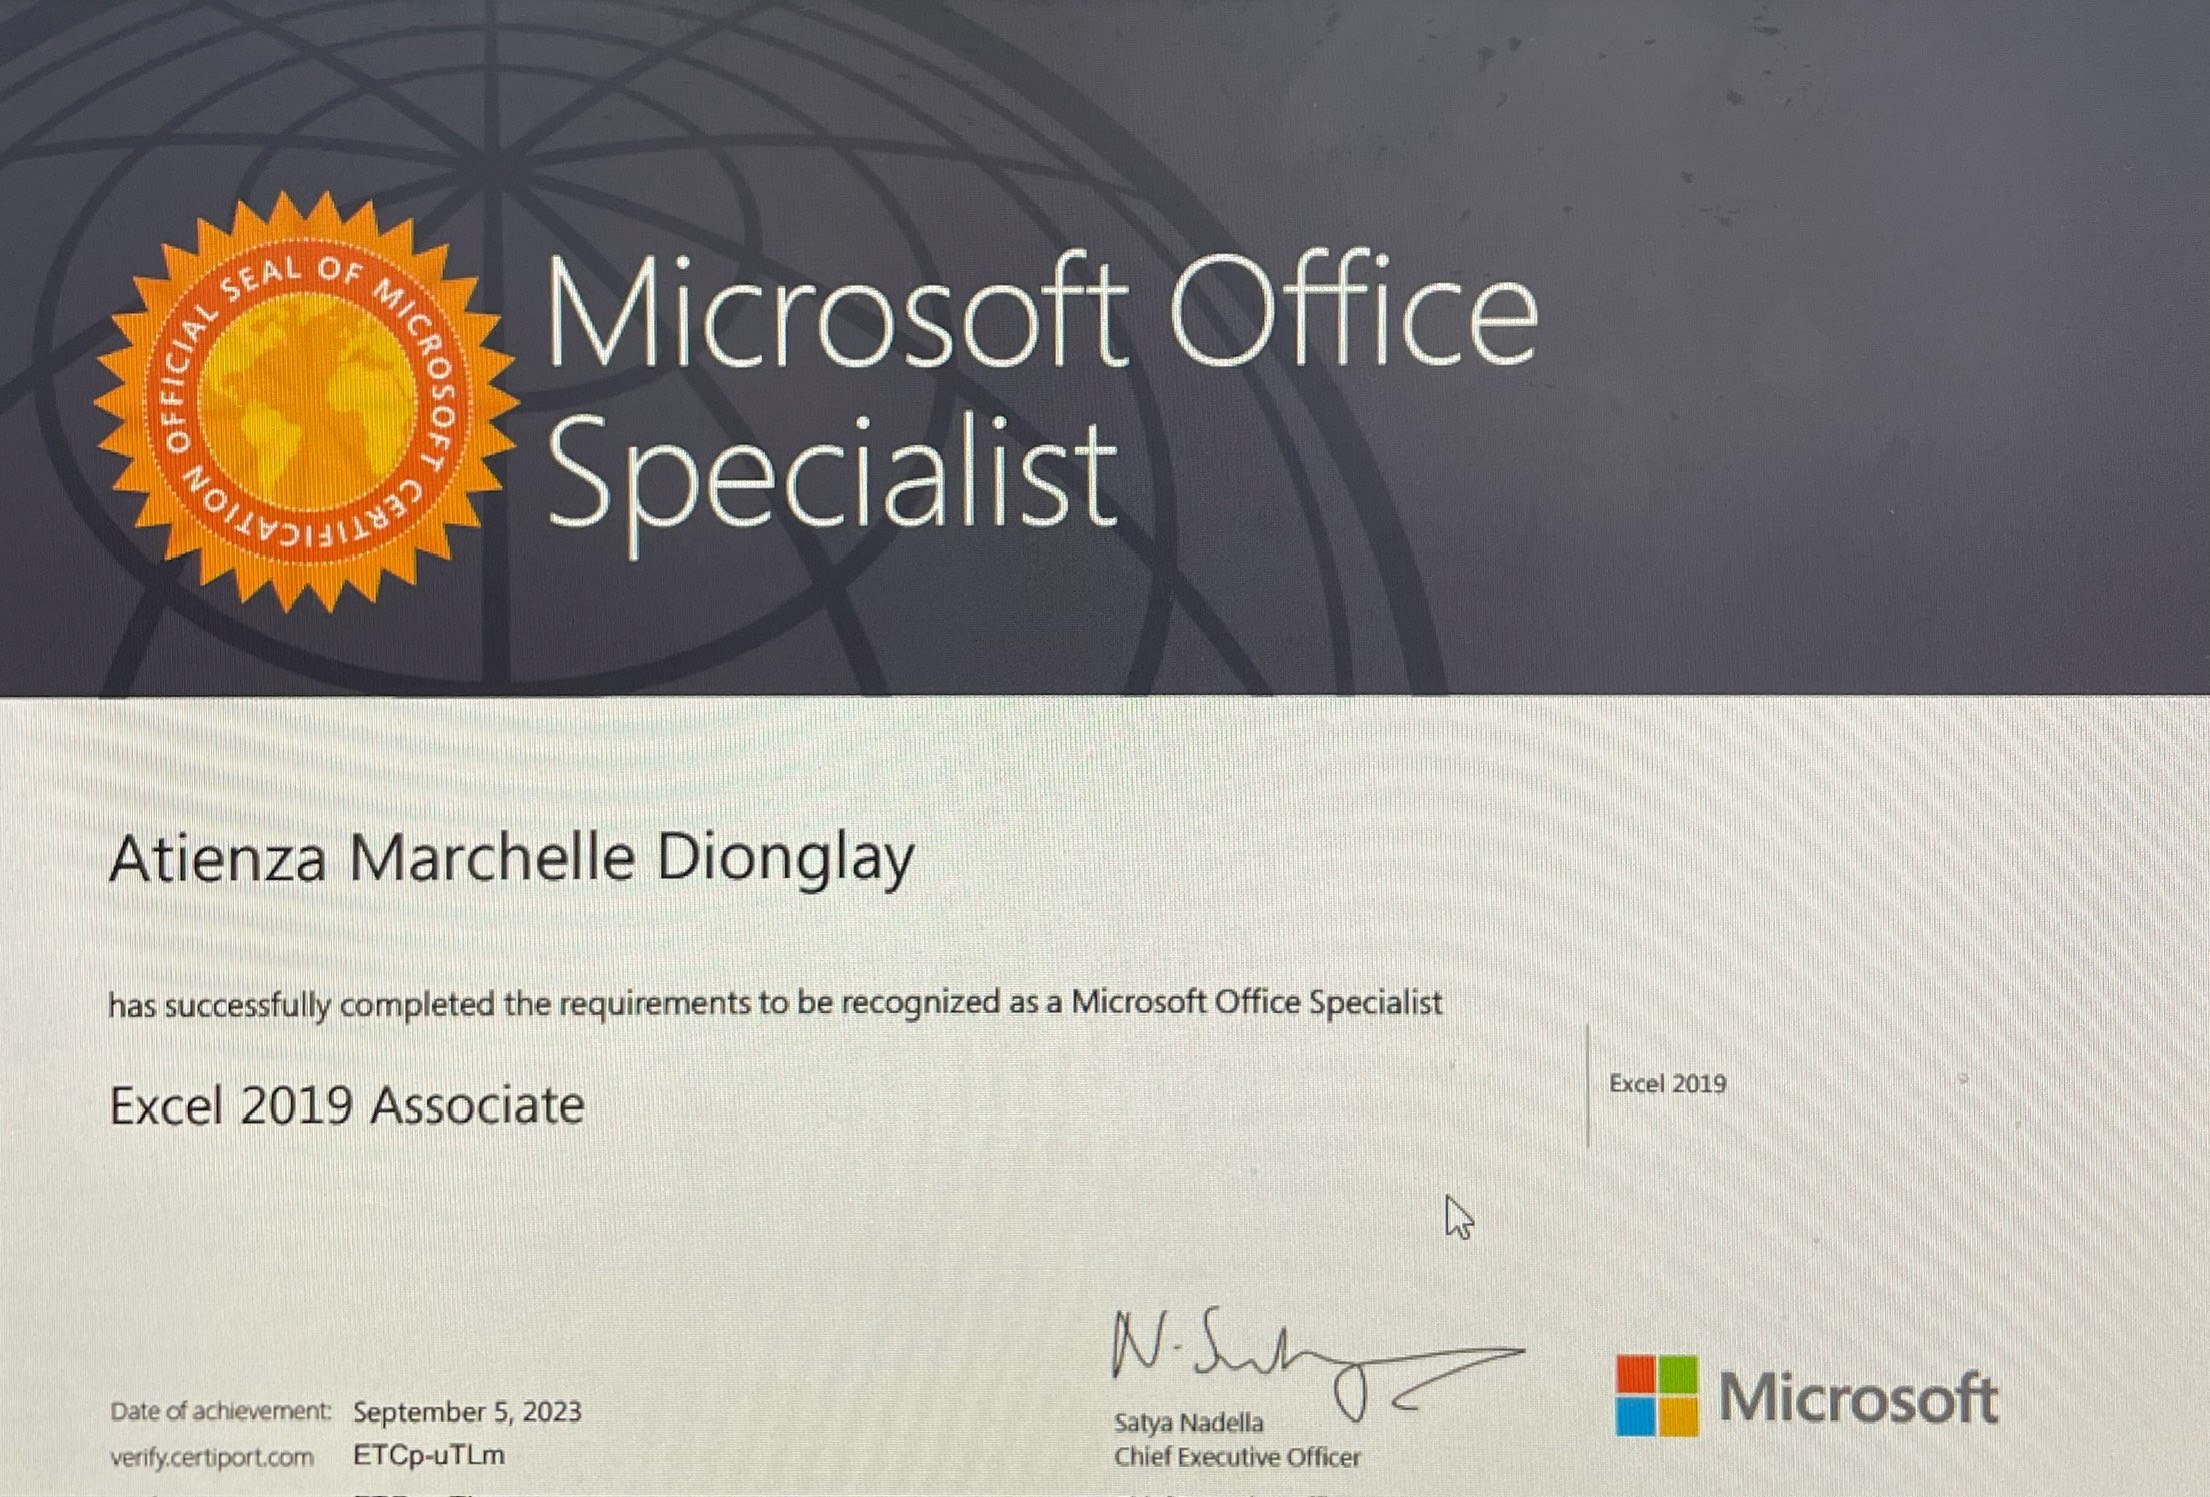 OFFICIAL SEAL OF MICROSOFT CERTIFICATION
Microsoft Office
Specialist
Atienza Marchelle Dionglay
has successfully completed the requirements to be recognized as a Microsoft Office Specialist
Excel 2019 Associate
Excel 2019
Date of achievement: September 5, 2023
verify.certiport.com ETCp-uTLm
Satya Nadella
Chief Executive Officer
Microsoft